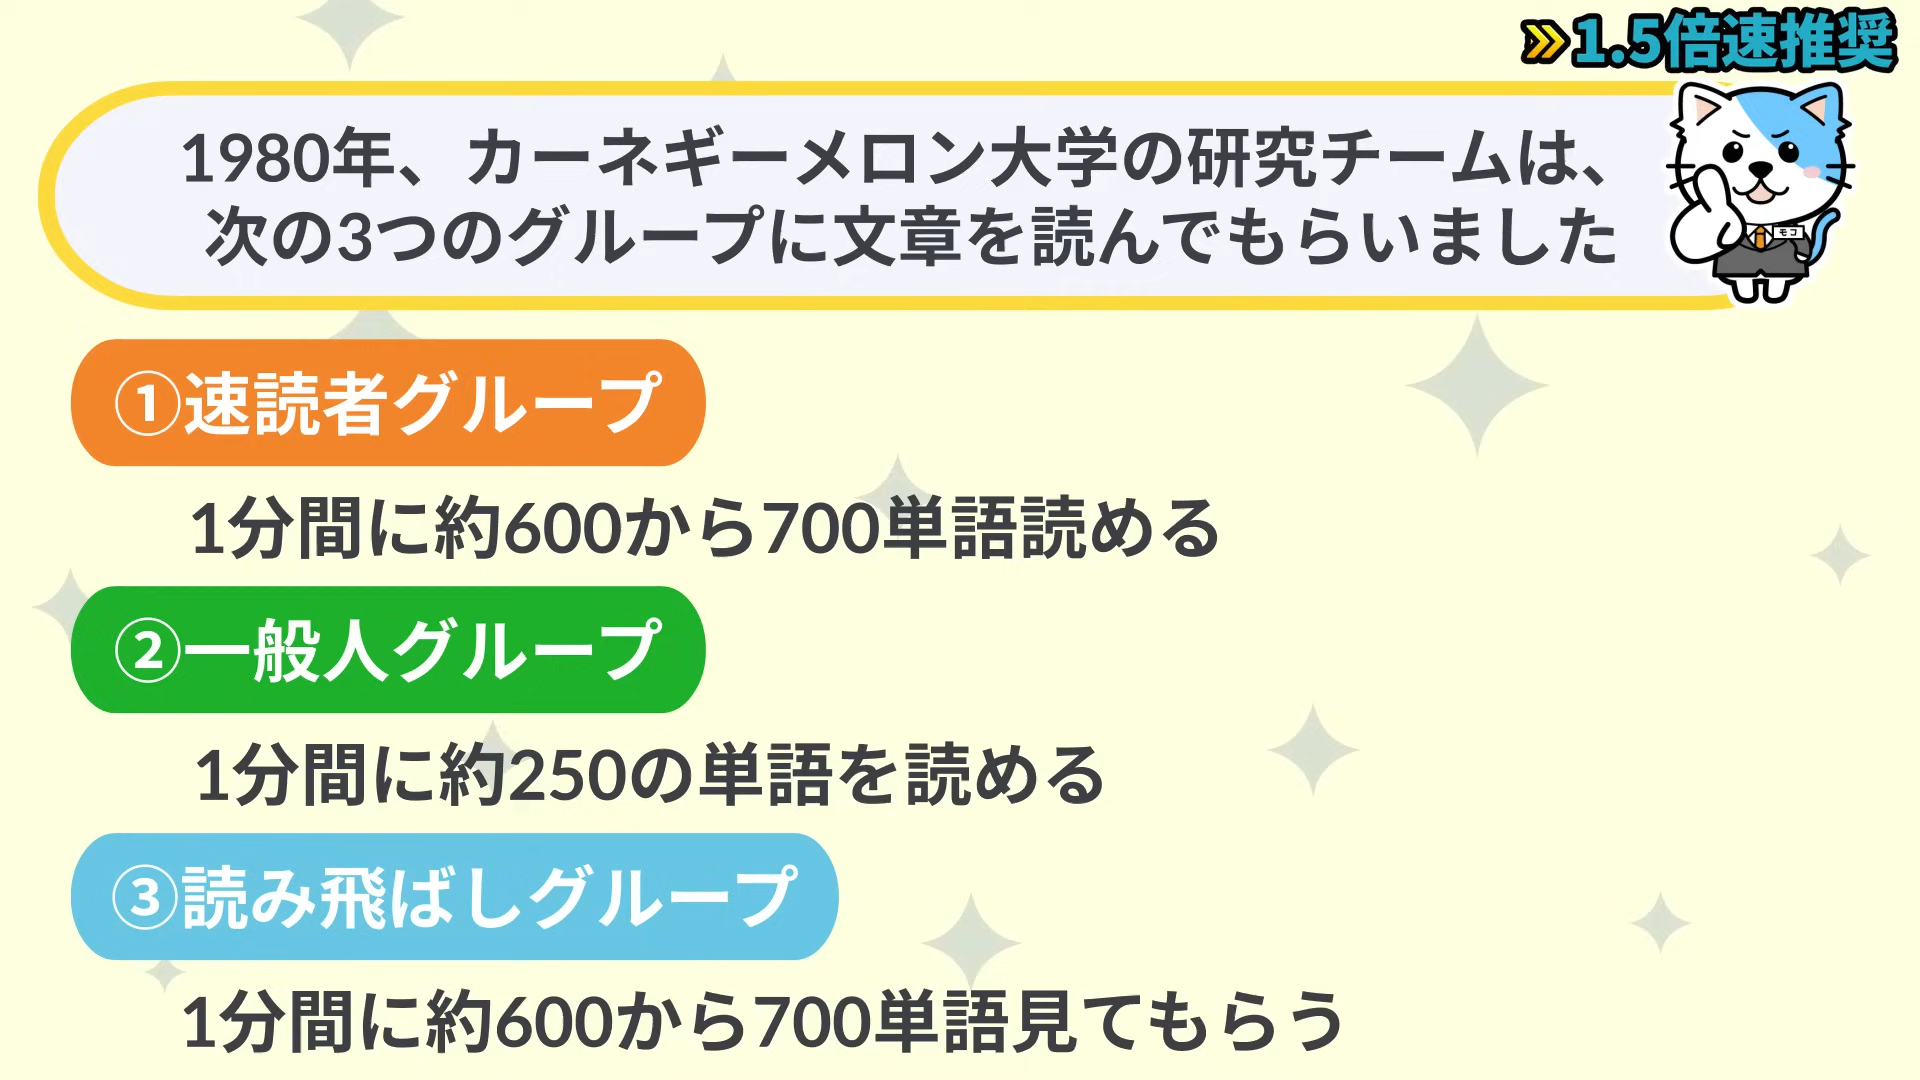 1.5倍速推奨
1980年、カーネギーメロン大学の研究チームは、
次の3つのグループに文章を読んでもらいました
モコ
①速読者グループ
1分間に約600から700単語読める
②一般人グループ
1分間に約250の単語を読める
③読み飛ばしグループ
1分間に約600から700単語見てもらう